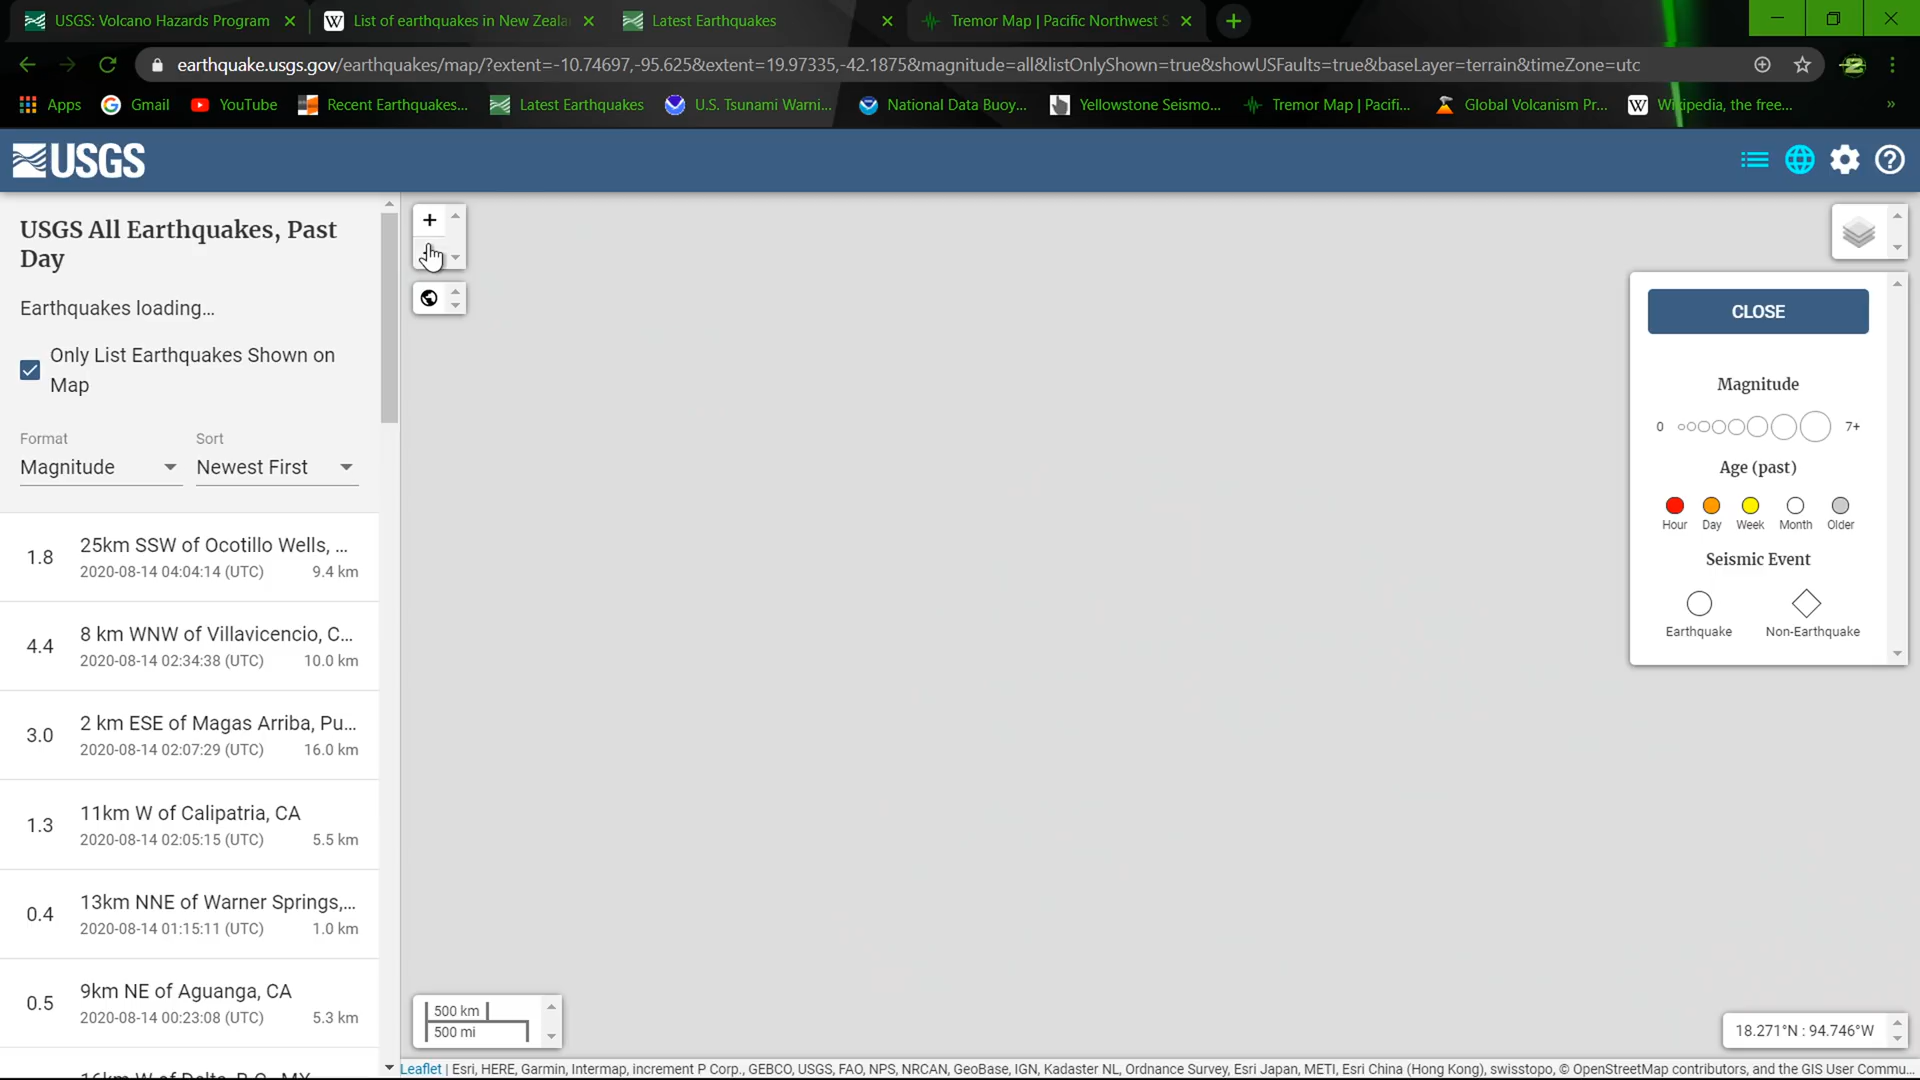 USGS: Volcano Hazards Program
List of earthquakes in New Zeala
Latest Earthquakes
Tremor Map | Pacific Northwest S
earthquake.usgs.gov/earthquakes/map/?extent=-10.74697,-95.625&extent=19.97335,-42.1875&magnitude=all&listOnlyShown=true&showUSFaults=true&baseLayer=terrain&timeZone=utc
Apps
Gmail
YouTube
Recent Earthquakes...
Latest Earthquakes
U.S. Tsunami Warni...
National Data Buoy...
Yellowstone Seismo...
Tremor Map | Pacifi...
Global Volcanism Pr...
Wikipedia, the free...
»
USGS
USGS All Earthquakes, Past
Day
Earthquakes loading...
Only List Earthquakes Shown on
Map
Format
Sort
Magnitude
Newest First
1.8
25km SSW of Ocotillo Wells, ...
2020-08-14 04:04:14 (UTC)
9.4 km
4.4
8 km WNW of Villavicencio, C...
2020-08-14 02:34:38 (UTC)
10.0 km
3.0
2 km ESE of Magas Arriba, Pu...
2020-08-14 02:07:29 (UTC)
16.0 km
1.3
11km W of Calipatria, CA
2020-08-14 02:05:15 (UTC)
5.5 km
0.4
13km NNE of Warner Springs,...
2020-08-14 01:15:11 (UTC)
1.0 km
0.5
9km NE of Aguanga, CA
2020-08-14 00:23:08 (UTC)
5.3 km
16km W of Delta, B.C., MX
+
CLOSE
Magnitude
0
7+
Age (past)
Hour
Day
Week
Month
Older
Seismic Event
Earthquake
Non-Earthquake
500 km
500 mi
18.271°N : 94.746°W
Leaflet | Esri, HERE, Garmin, Intermap, increment P Corp., GEBCO, USGS, FAO, NPS, NRCAN, GeoBase, IGN, Kadaster NL, Ordnance Survey, Esri Japan, METI, Esri China (Hong Kong), swisstopo, © OpenStreetMap contributors, and the GIS User Commu...